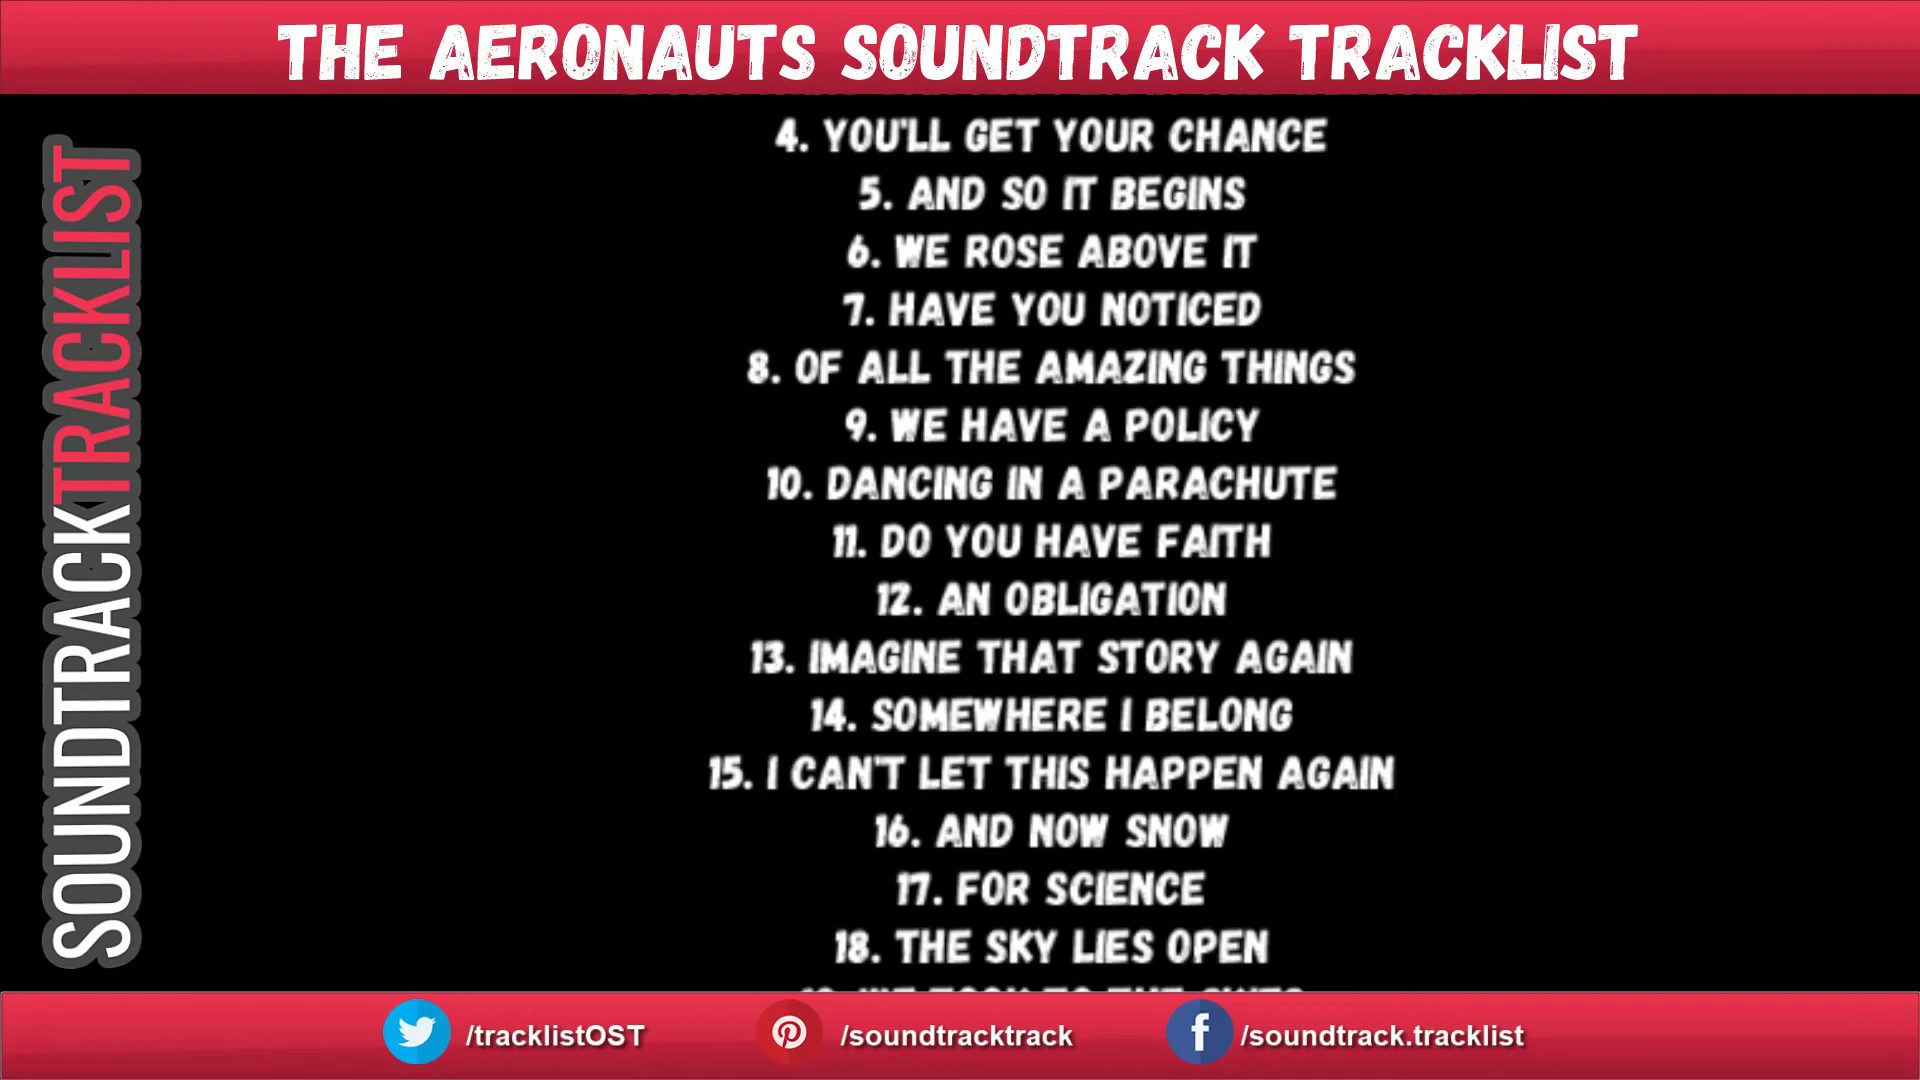 THE AERONAUTS SOUNDTRACK TRACKLIST
4. YOU'LL GET YOUR CHANCE
5. AND SO IT BEGINS
6. WE ROSE ABOVE IT
7. HAVE YOU NOTICED
8. OF ALL THE AMAZING THINGS
9. WE HAVE A POLICY
10. DANCING IN A PARACHUTE
11. DO YOU HAVE FAITH
12. AN OBLIGATION
13. IMAGINE THAT STORY AGAIN
14. SOMEWHERE I BELONG
15. I CAN'T LET THIS HAPPEN AGAIN
16. AND NOW SNOW
17. FOR SCIENCE
18. THE SKY LIES OPEN
SOUNDTRACKTRACKLIST
/tracklistOST
/soundtracktrack
/soundtrack.tracklist